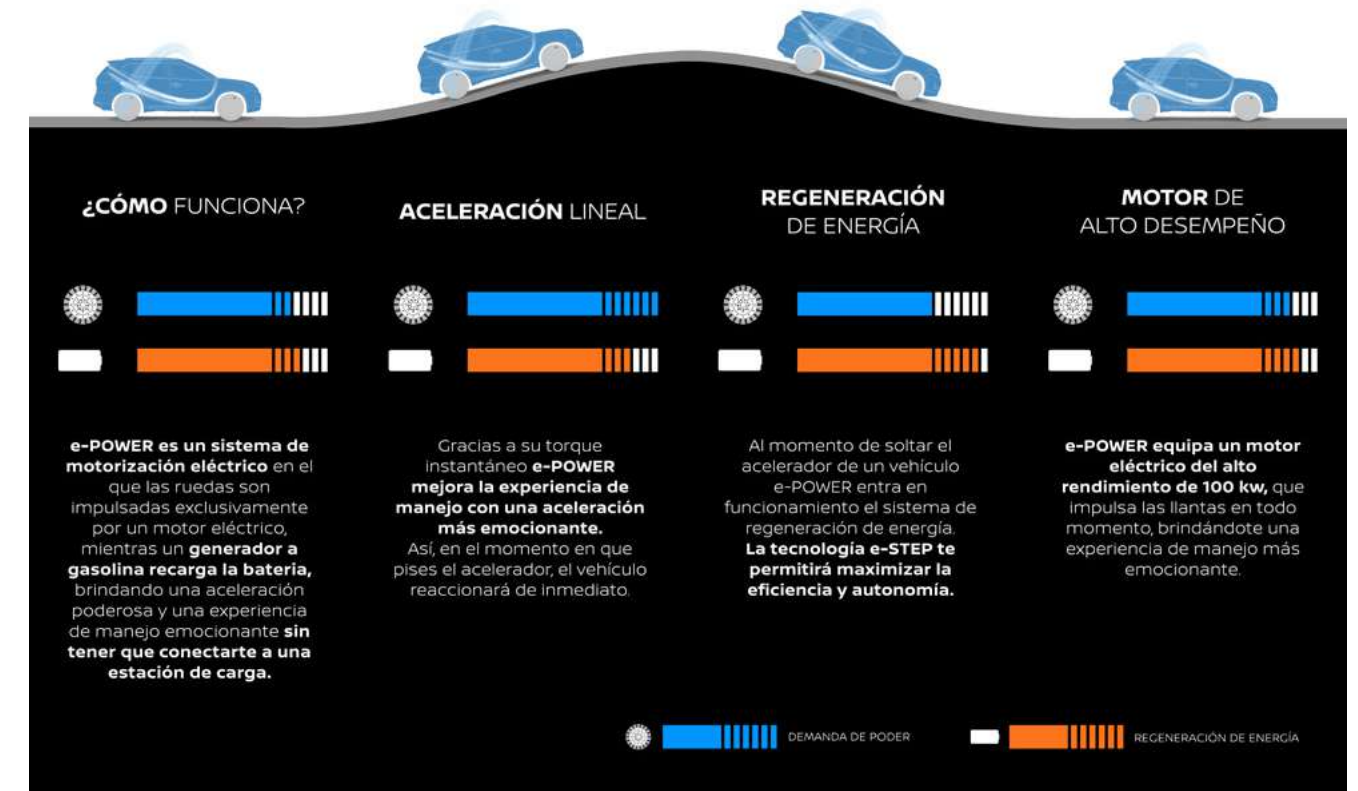 ¿CÓMO FUNCIONA?
e-POWER es un sistema de
motorización eléctrico en el
que las ruedas son
impulsadas exclusivamente
por un motor eléctrico,
mientras un generador a
gasolina recarga la bateria,
brindando una aceleración
poderosa y una experiencia
de manejo emocionante sin
tener que conectarte a una
estación de carga.
ACELERACIÓN LINEAL
Gracias a su torque
instantáneo e-POWER
mejora la experiencia de
manejo con una aceleración
más emocionante.
Así, en el momento en que
pises el acelerador, el vehículo
reaccionará de inmediato.
REGENERACIÓN
DE ENERGÍA
Al momento de soltar el
acelerador de un vehículo
e-POWER entra en
funcionamiento el sistema de
regeneración de energía.
La tecnología e-STEP te
permitirá maximizar la
eficiencia y autonomía.
MOTOR DE
ALTO DESEMPEÑO
e-POWER equipa un motor
eléctrico del alto
rendimiento de 100 kw, que
impulsa las llantas en todo
momento, brindándote una
experiencia de manejo más
emocionante.
DEMANDA DE PODER
REGENERACIÓN DE ENERGÍA